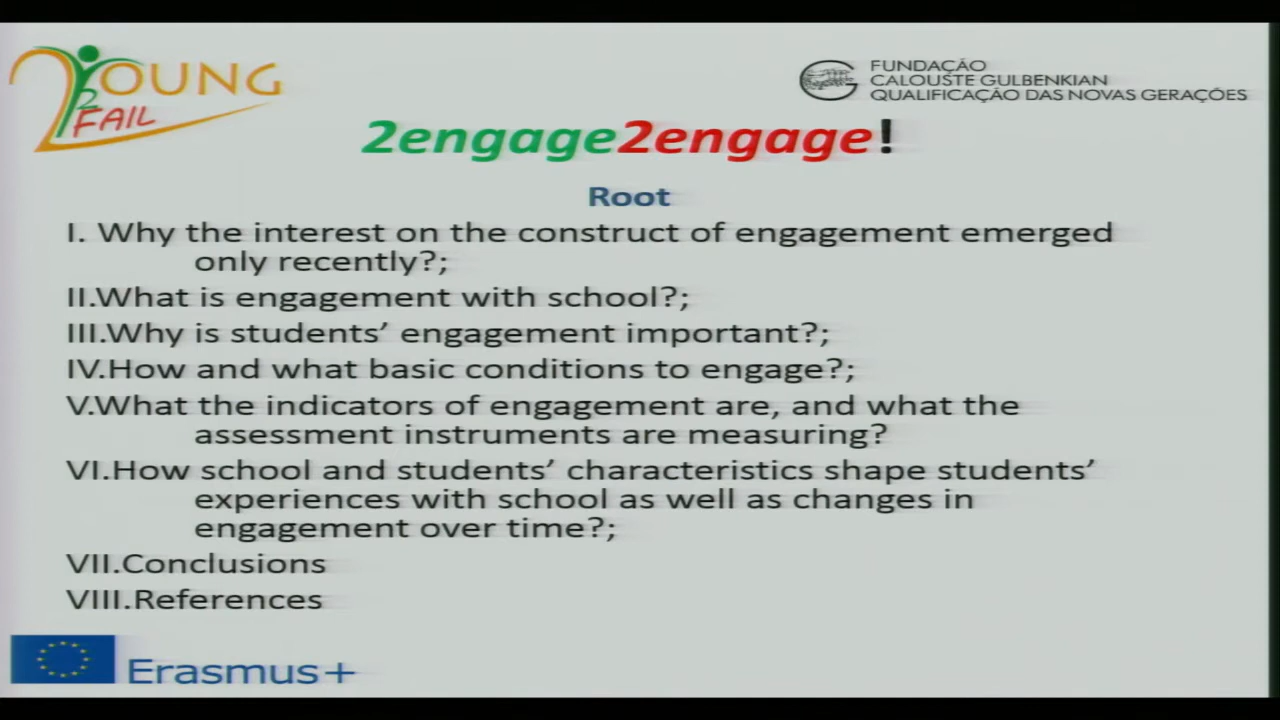 YOUNG
2
FAIL
FUNDAÇÃO
CALOUSTE GULBENKIAN
QUALIFICAÇÃO DAS NOVAS GERAÇÕES
2engage2engage!
Root
I. Why the interest on the construct of engagement emerged
only recently?;
II.What is engagement with school?;
III.Why is students’ engagement important?;
IV.How and what basic conditions to engage?;
V.What the indicators of engagement are, and what the
assessment instruments are measuring?
VI.How school and students’ characteristics shape students’
experiences with school as well as changes in
engagement over time?;
VII.Conclusions
VIII.References
Erasmus+